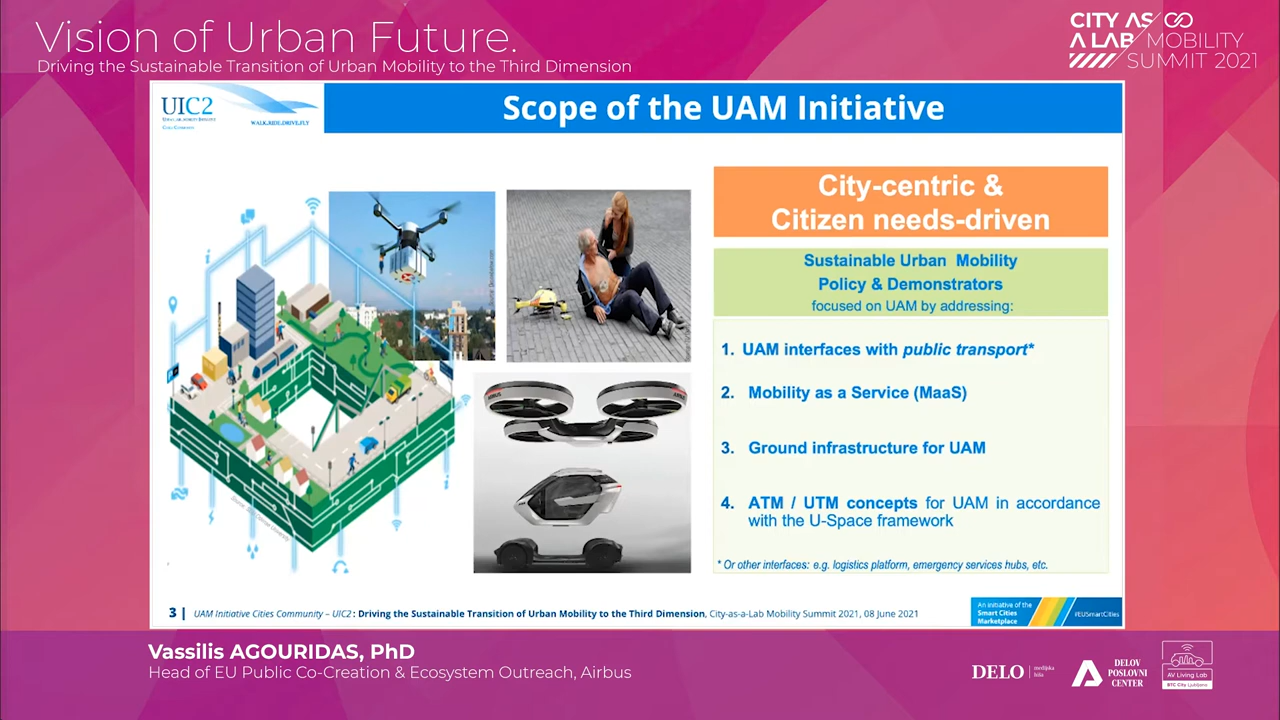 Vision of Urban Future.
Driving the Sustainable Transition of Urban Mobility to the Third Dimension
CITY AS
A LAB MOBILITY
SUMMIT 2021
UIC2
WALK.RIDE.DRIVE.FLY
Scope of the UAM Initiative
City-centric &
Citizen needs-driven
Sustainable Urban Mobility
Policy & Demonstrators
focused on UAM by addressing:
1. UAM interfaces with public transport*
2. Mobility as a Service (MaaS)
3. Ground infrastructure for UAM
4. ATM / UTM concepts for UAM in accordance
with the U-Space framework
* Or other interfaces: e.g. logistics platform, emergency services hubs, etc.
AIRBUS
3 | UAM Initiative Cities Community – UIC2: Driving the Sustainable Transition of Urban Mobility to the Third Dimension, City-as-a-Lab Mobility Summit 2021, 08 June 2021
An initiative of the
Smart Cities
Marketplace
#EUSmartCities
Vassilis AGOURIDAS, PhD
Head of EU Public Co-Creation & Ecosystem Outreach, Airbus
DELO
medijska
hiša
DELOV
POSLOVNI
CENTER
AV Living Lab
BTC City Ljubljana